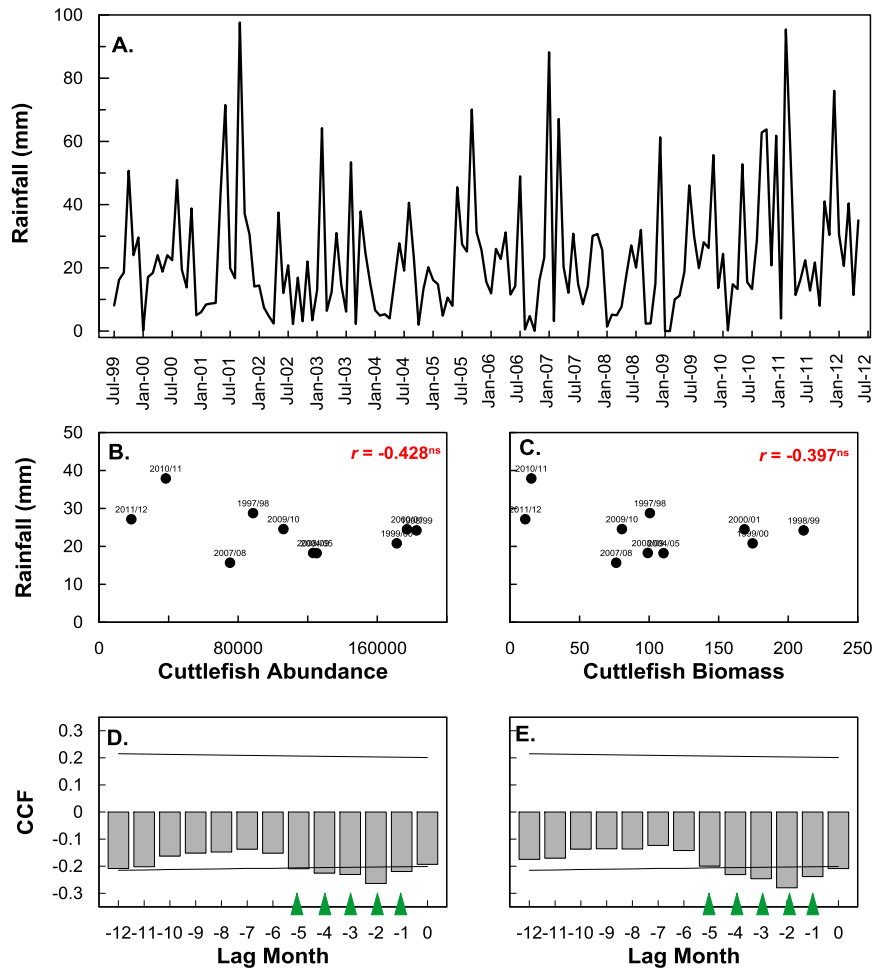 100
80
60
40
20
0
Rainfall (mm)
A.
Jul-99
Jan-00
Jul-00
Jan-01
Jul-01
Jan-02
Jul-02
Jan-03
Jul-03
Jan-04
Jul-04
Jan-05
Jul-05
Jan-06
Jul-06
Jan-07
Jul-07
Jan-08
Jul-08
Jan-09
Jul-09
Jan-10
Jul-10
Jan-11
Jul-11
Jan-12
Jul-12
50
40
30
20
10
0
Rainfall (mm)
B.
r = -0.428ns
2010/11
2011/12
1997/98
2009/10
2007/08
2004/05
2000/01
1998/99
1999/00
0
80000
160000
Cuttlefish Abundance
C.
r = -0.397ns
2010/11
2011/12
1997/98
2009/10
2007/08
2008/09
2004/05
2000/01
1999/00
1998/99
0
50
100
150
200
250
Cuttlefish Biomass
0.3
0.2
0.1
0
-0.1
-0.2
-0.3
CCF
D.
-12 -11 -10 -9 -8 -7 -6 -5 -4 -3 -2 -1 0
Lag Month
E.
-12 -11 -10 -9 -8 -7 -6 -5 -4 -3 -2 -1 0
Lag Month